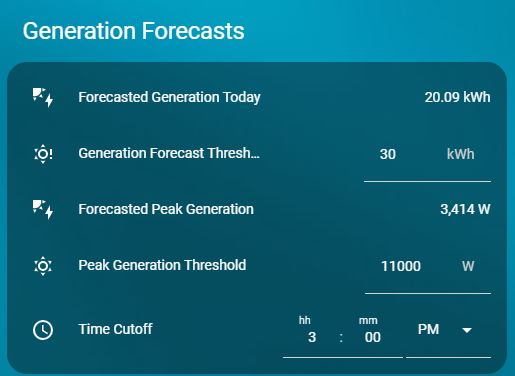 Generation Forecasts
Forecasted Generation Today 20.09 kWh
Generation Forecast Thresh... 30 kWh
Forecasted Peak Generation 3,414 W
Peak Generation Threshold 11000 W
hh mm
Time Cutoff 3 : 00 PM